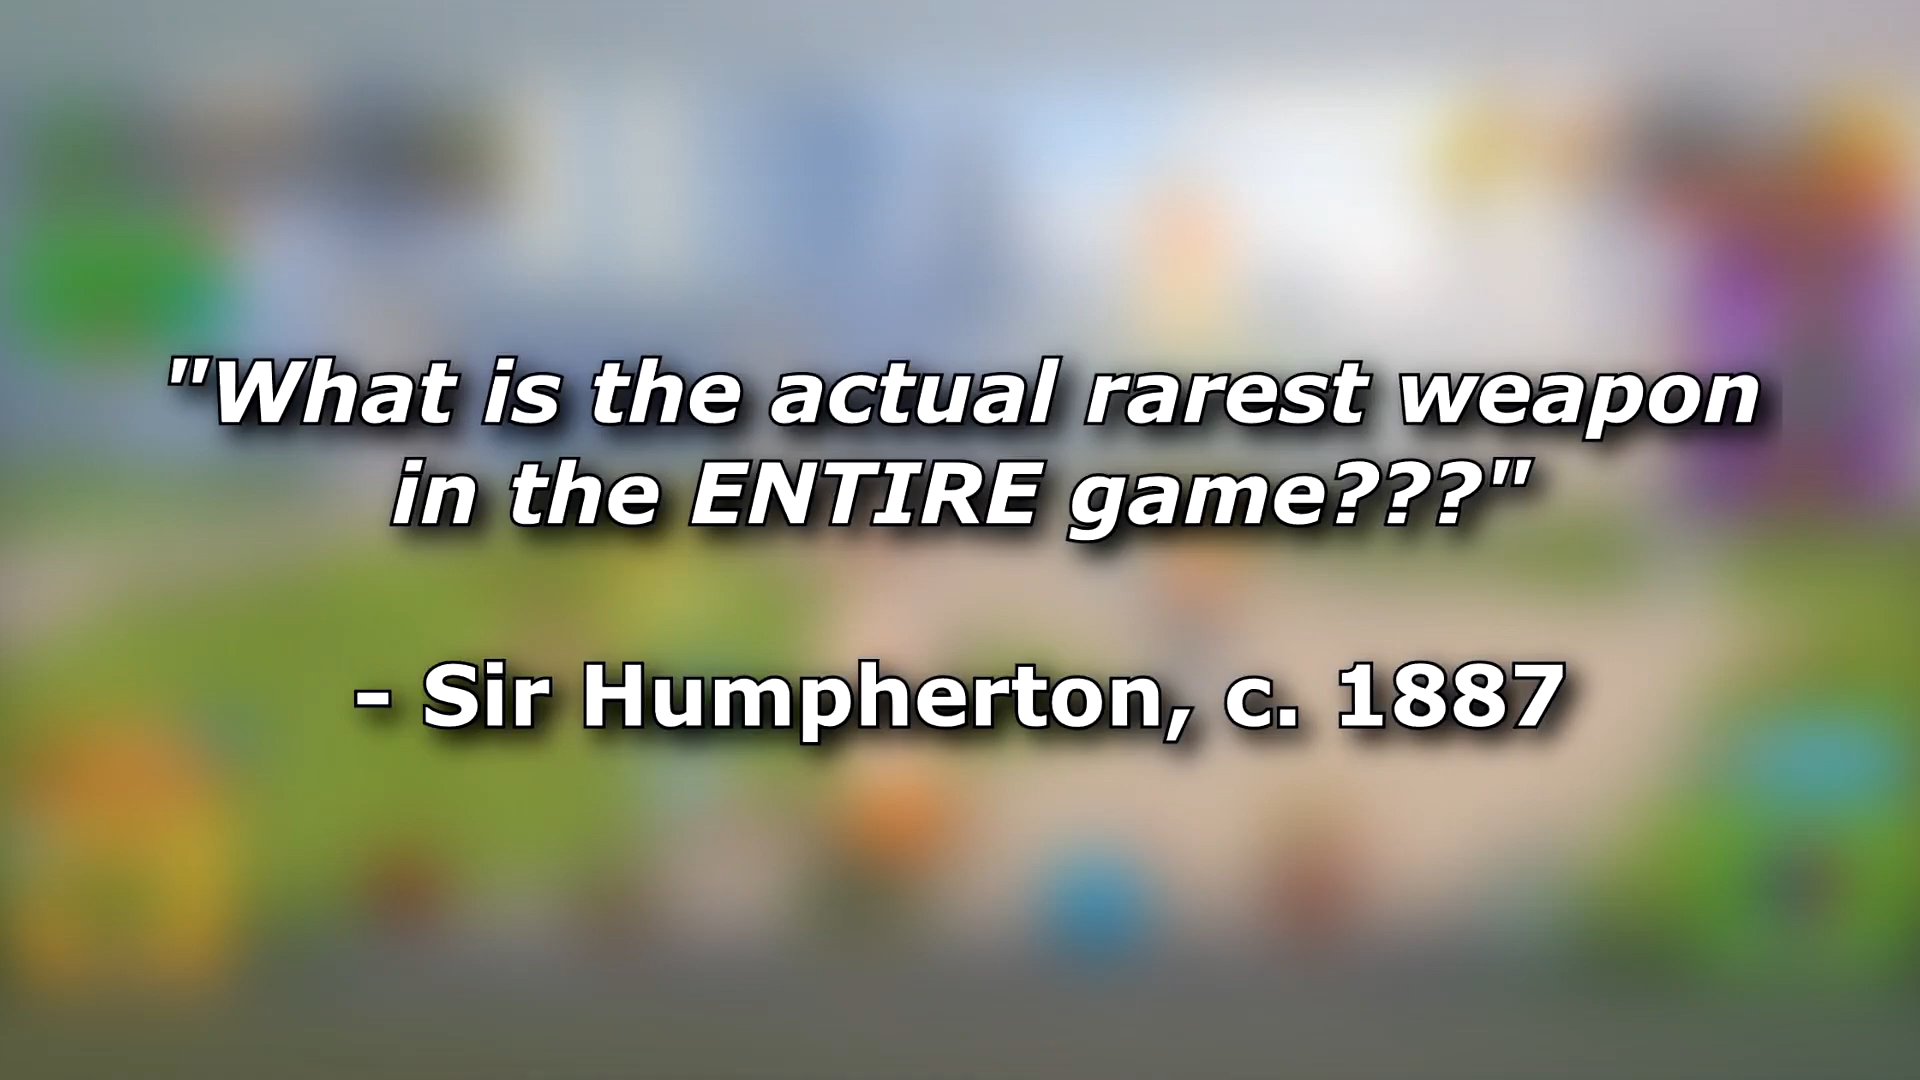 "What is the actual rarest weapon
in the ENTIRE game???"
- Sir Humpherton, c. 1887